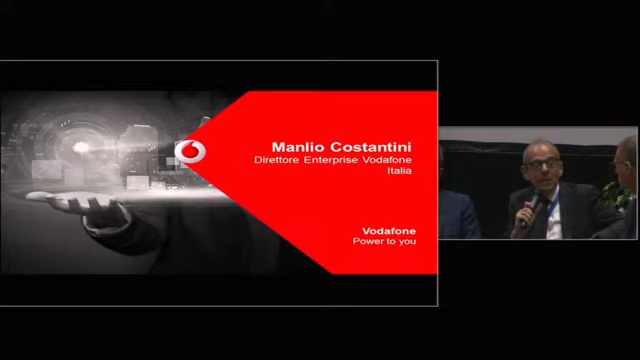 Manlio Costantini
Direttore Enterprise Vodafone
Italia
Vodafone
Power to you